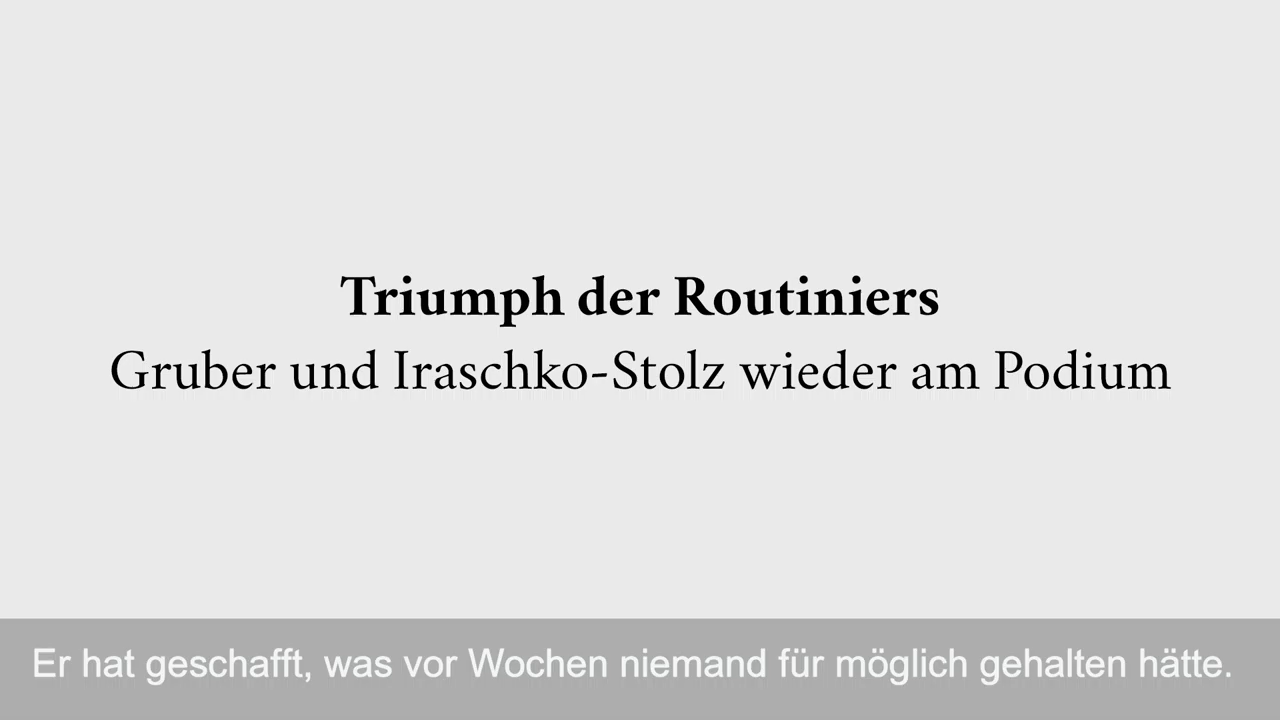 Triumph der Routiniers
Gruber und Iraschko-Stolz wieder am Podium
Er hat geschafft, was vor Wochen niemand für möglich gehalten hätte.